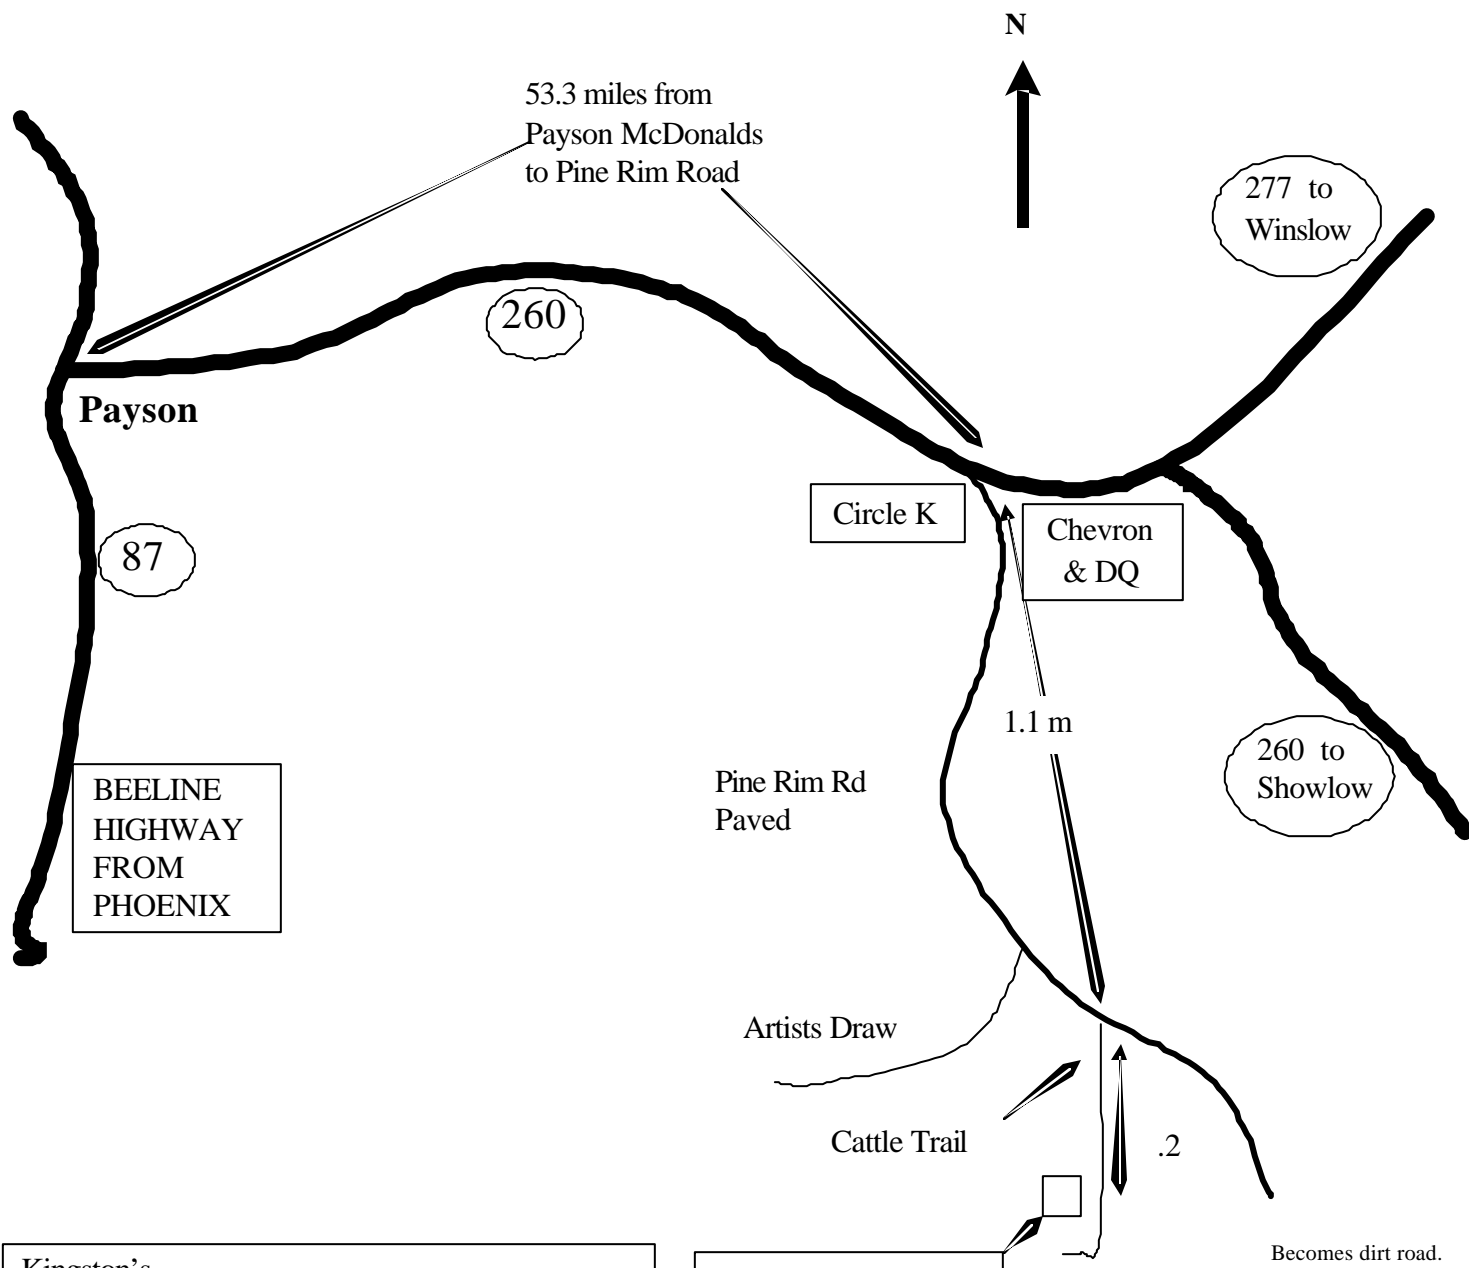 N
53.3 miles from
Payson McDonalds
to Pine Rim Road
277 to
Winslow
260
Payson
Circle K
Chevron
& DQ
87
1.1 m
260 to
Showlow
Pine Rim Rd
Paved
BEELINE
HIGHWAY
FROM
PHOENIX
Artists Draw
Cattle Trail
.2
Becomes dirt road.
Kingston's